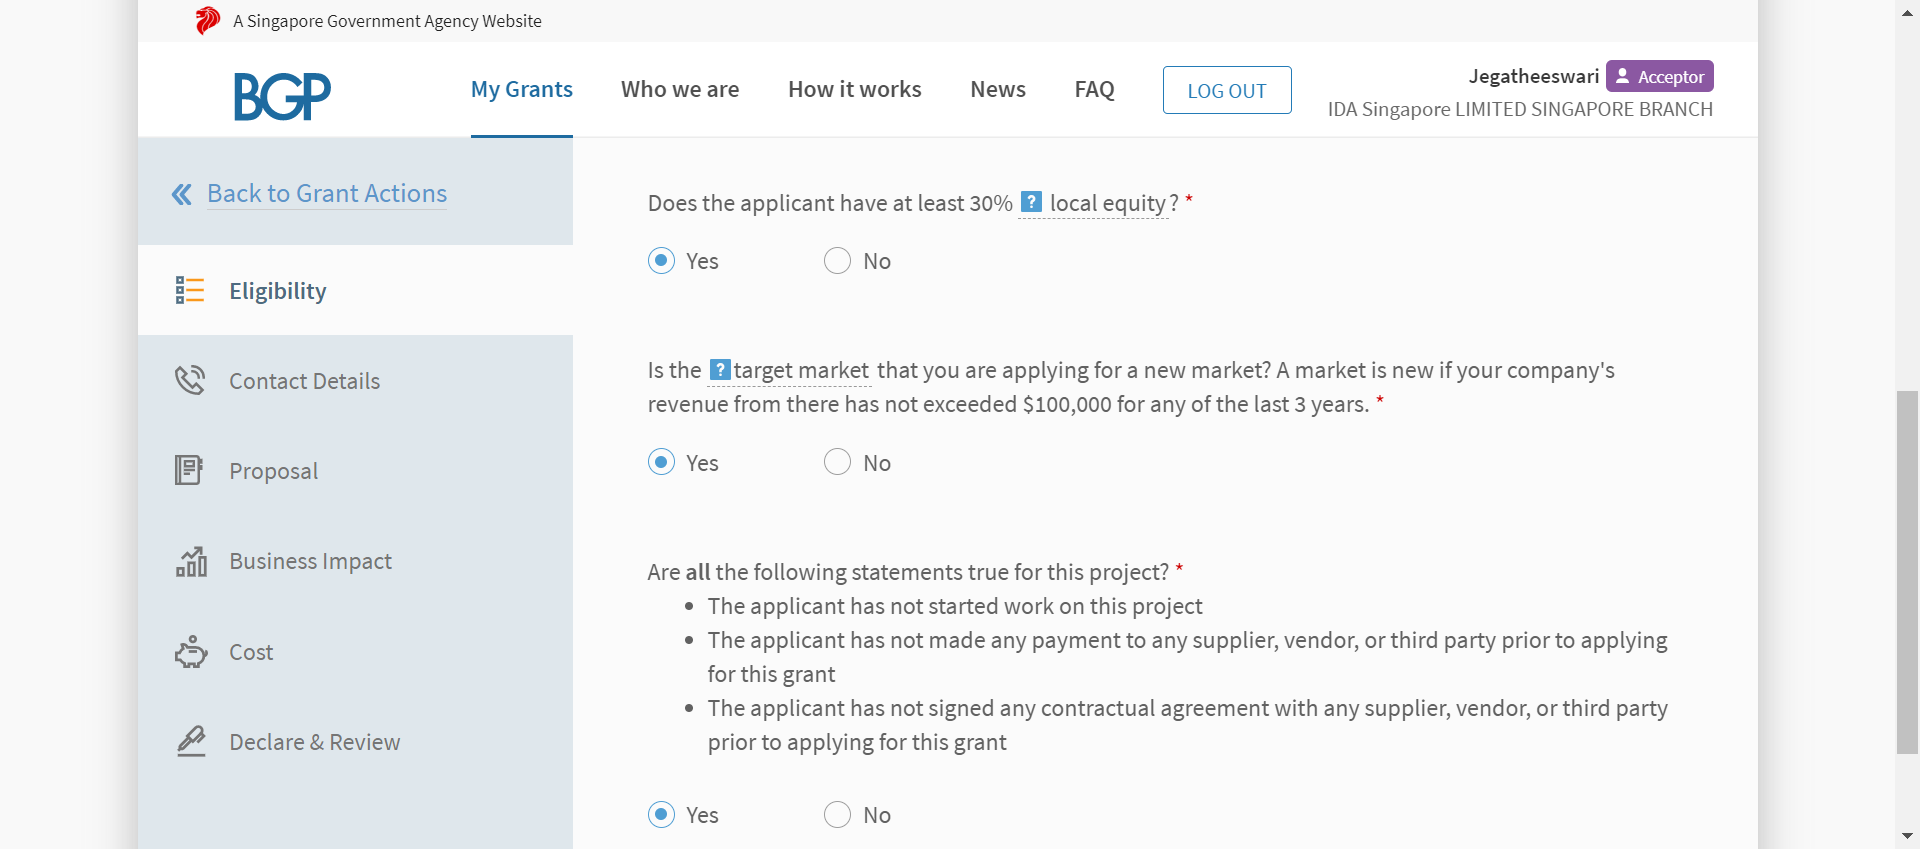 A Singapore Government Agency Website
BGP
My Grants
Who we are
How it works
News
FAQ
LOG OUT
Jegatheeswari
Acceptor
IDA Singapore LIMITED SINGAPORE BRANCH
Back to Grant Actions
Eligibility
Contact Details
Proposal
Business Impact
Cost
Declare & Review
Does the applicant have at least 30% ? local equity? *
Yes
No
Is the ? target market that you are applying for a new market? A market is new if your company's
revenue from there has not exceeded $100,000 for any of the last 3 years. *
Yes
No
Are all the following statements true for this project? *
• The applicant has not started work on this project
• The applicant has not made any payment to any supplier, vendor, or third party prior to applying
for this grant
• The applicant has not signed any contractual agreement with any supplier, vendor, or third party
prior to applying for this grant
Yes
No